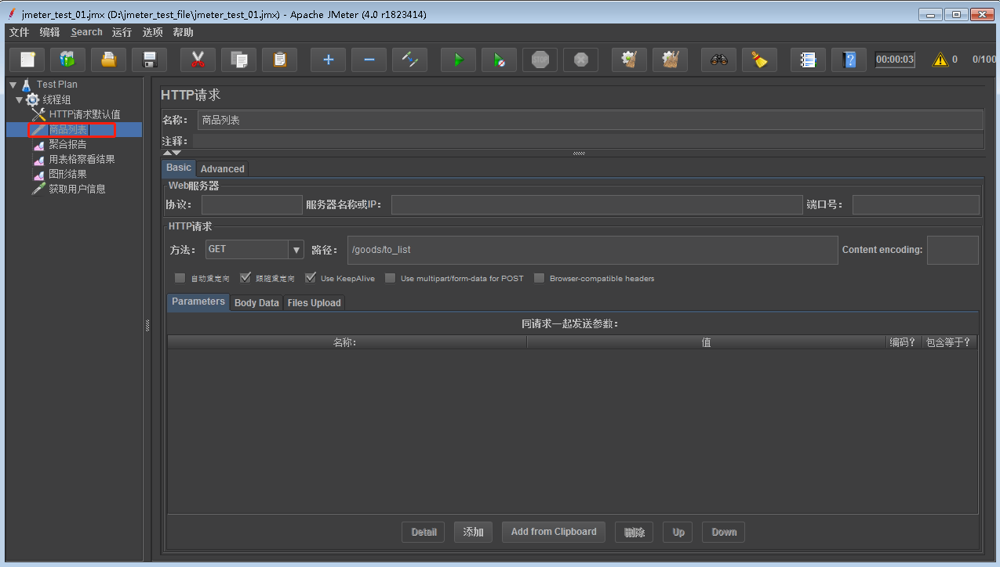 jmeter_test_01.jmx (D:\jmeter_test_file\jmeter_test_01.jmx) - Apache JMeter (4.0 r1823414)
文件 编辑 Search 运行 选项 帮助
STOP 00:00:03 0 0/100
Test Plan
线程组
HTTP请求默认值
商品列表
聚合报告
用表格察看结果
图形结果
获取用户信息
HTTP请求
名称: 商品列表
注释:
Basic Advanced
Web服务器
协议: 服务器名称或IP: 端口号:
HTTP请求
方法: GET 路径: /goods/to_list Content encoding:
自动重定向 跟随重定向 Use KeepAlive Use multipart/form-data for POST Browser-compatible headers
Parameters Body Data Files Upload
同请求一起发送参数:
名称: 值 编码? 包含等于?
Detail 添加 Add from Clipboard 删除 Up Down